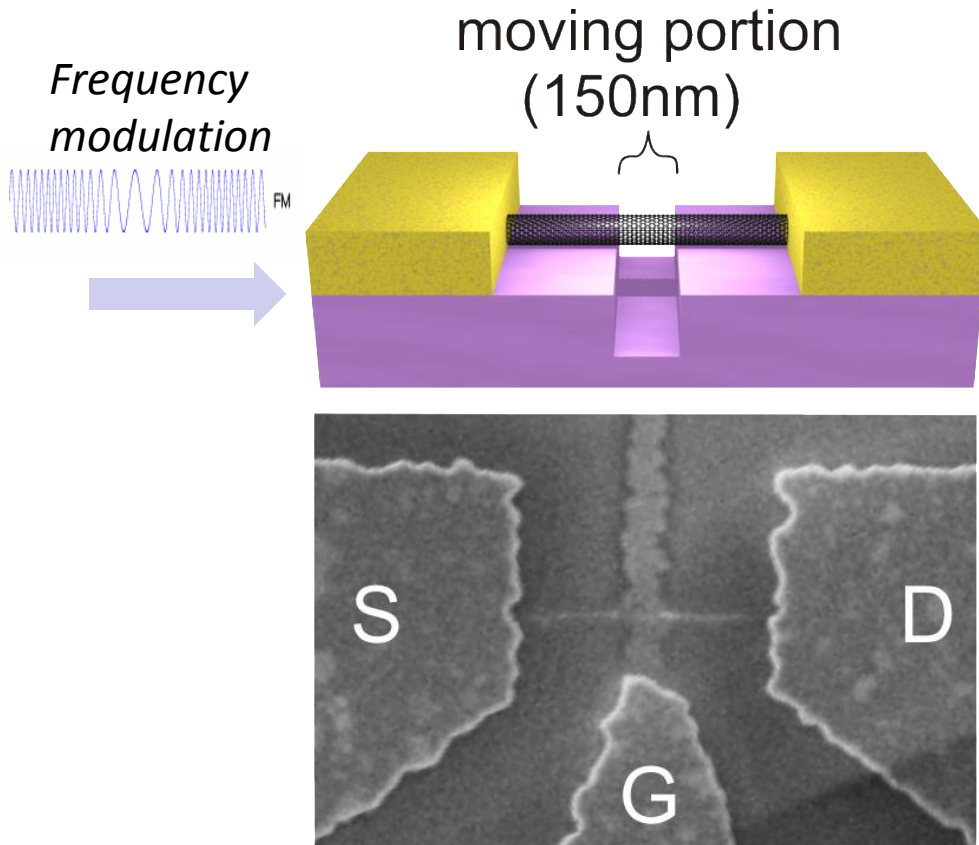 moving portion
(150nm)
Frequency
modulation
FM
S
D
G